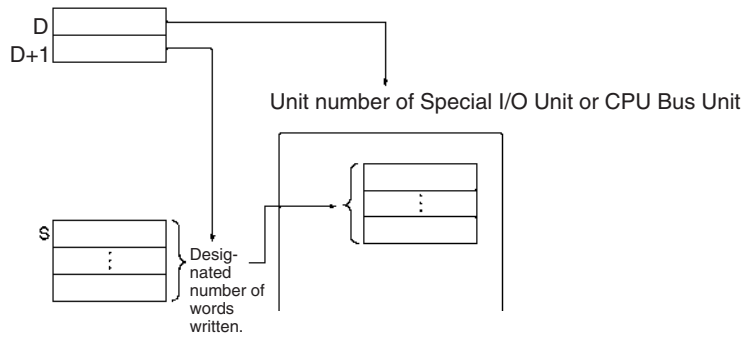 D
D+1
Unit number of Special I/O Unit or CPU Bus Unit
S
Desig-
nated
number of
words
written.